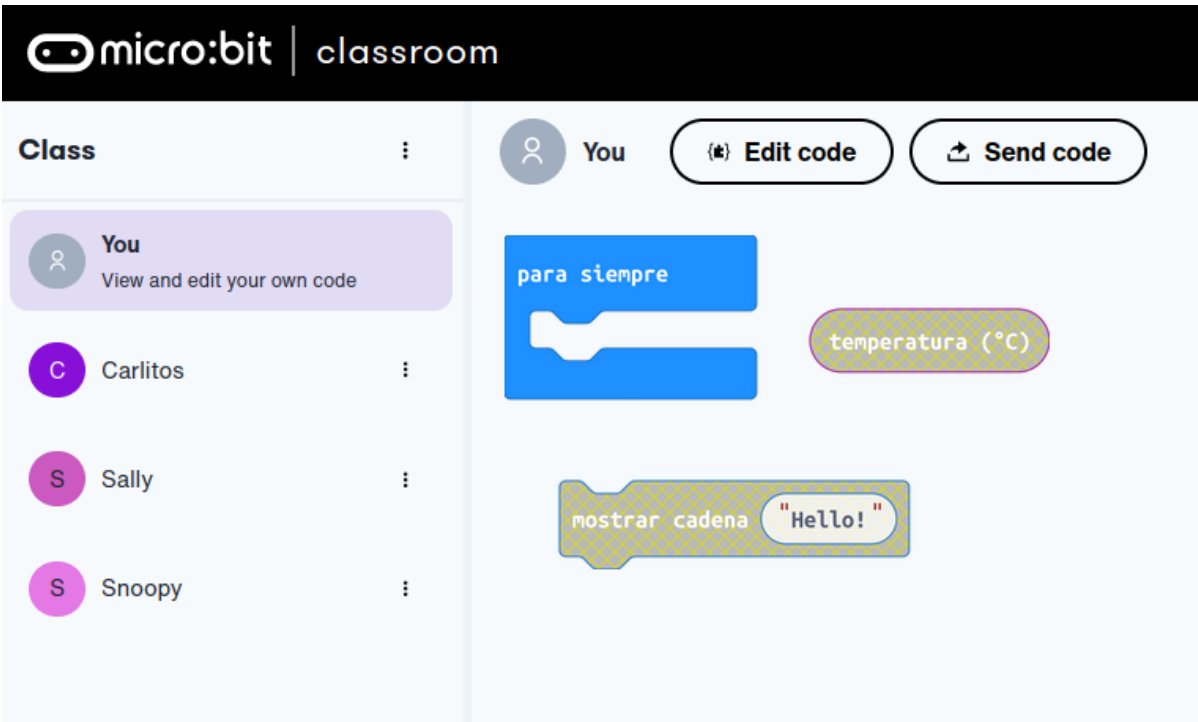 micro:bit | classroom
Class
You
View and edit your own code
C Carlitos
S Sally
S Snoopy
You
Edit code
Send code
para siempre
temperatura (°C)
mostrar cadena "Hello!"